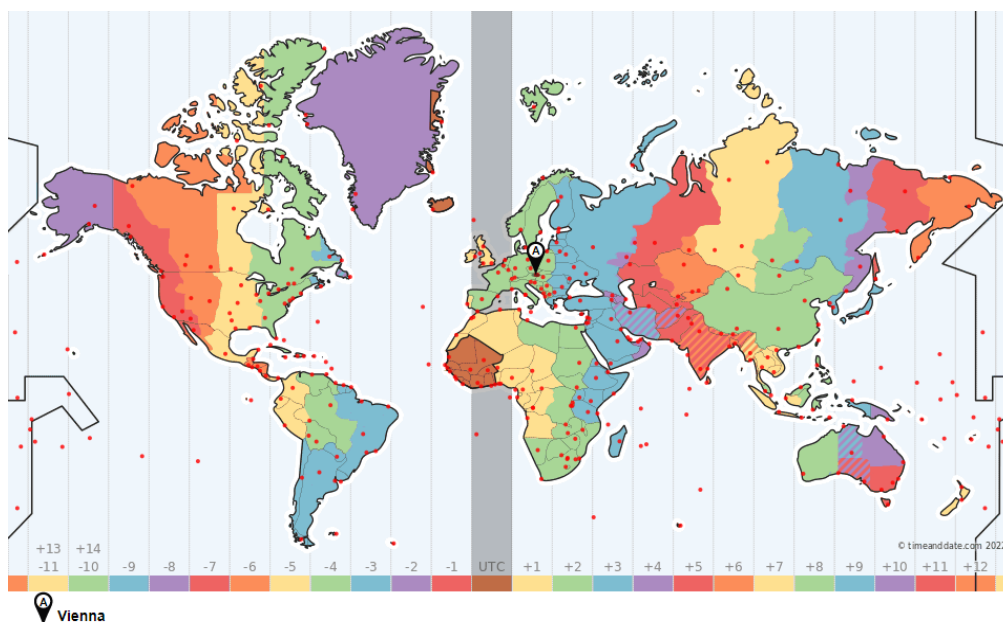 A
© timeanddate.com 2022
+13 +14
-11 -10 -9 -8 -7 -6 -5 -4 -3 -2 -1 UTC +1 +2 +3 +4 +5 +6 +7 +8 +9 +10 +11 +12
A Vienna